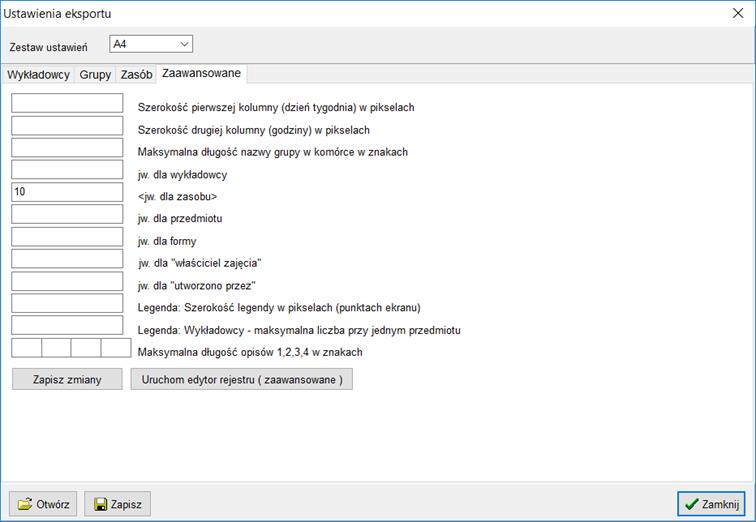 Ustawienia eksportu
Zestaw ustawień A4
Wykładowcy Grupy Zasób Zaawansowane
Szerokość pierwszej kolumny (dzień tygodnia) w pikselach
Szerokość drugiej kolumny (godziny) w pikselach
Maksymalna długość nazwy grupy w komórce w znakach
jw. dla wykładowcy
10 <jw. dla zasobu>
jw. dla przedmiotu
jw. dla formy
jw. dla "właściciel zajęcia"
jw. dla "utworzono przez"
Legenda: Szerokość legendy w pikselach (punktach ekranu)
Legenda: Wykładowcy - maksymalna liczba przy jednym przedmiotu
Maksymalna długość opisów 1,2,3,4 w znakach
Zapisz zmiany Uruchom edytor rejestru ( zaawansowane )
Otwórz Zapisz Zamknij